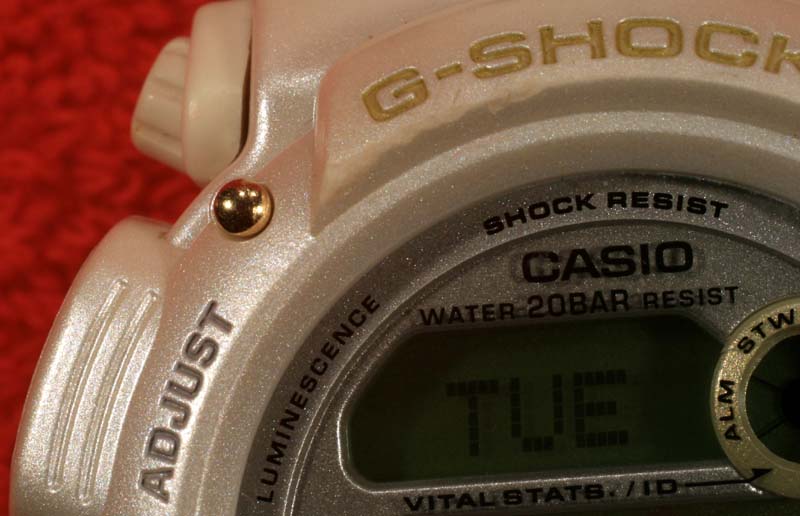 G-SHOCK
SHOCK RESIST
CASIO
WATER 20BAR RESIST
LUMINESCENCE
ADJUST
TUE
ALM STW
VITAL STATS./ID